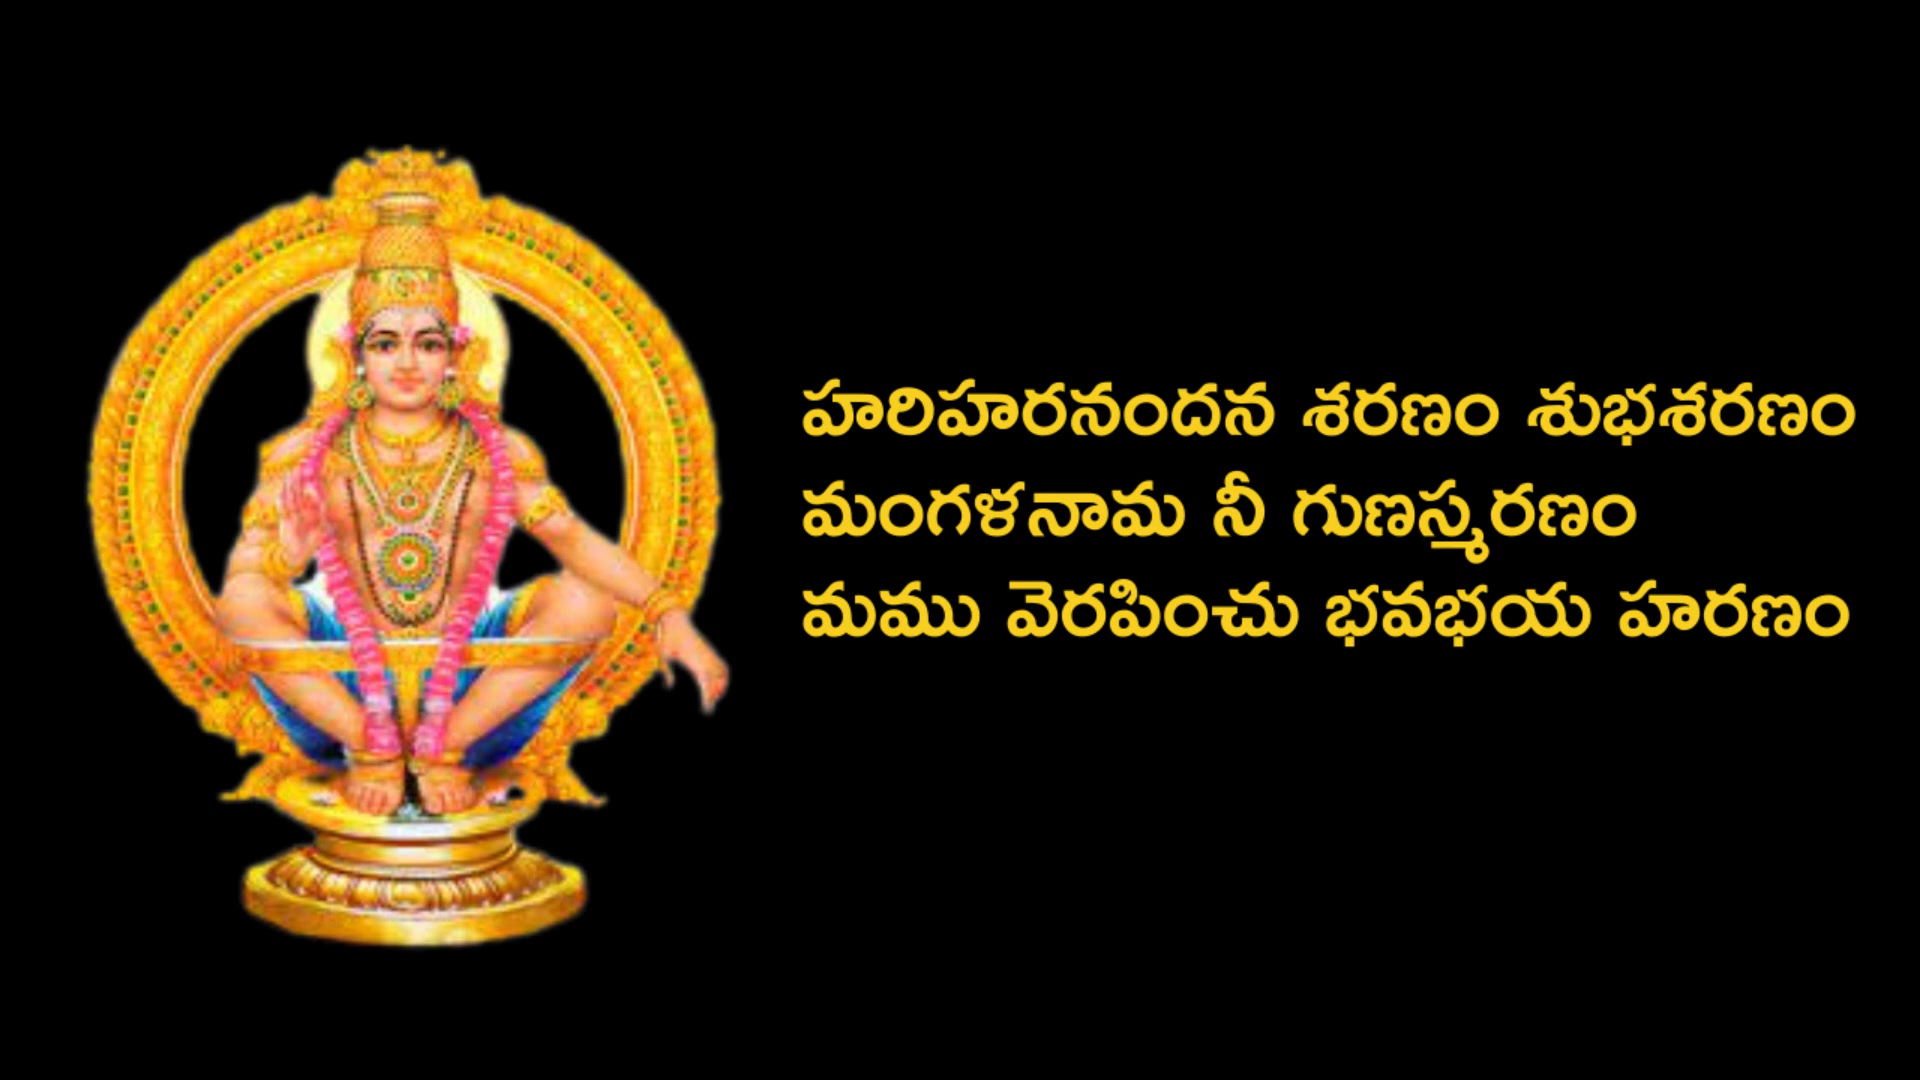 హరిహరనందన శరణం శుభశరణం
మంగళనామ నీ గుణస్మరణం
మము వెరపించు భవభయ హరణం